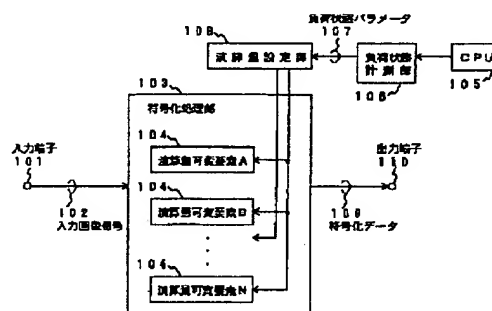 負荷状態パラメータ
108
107
演算量設定部
負荷状態
計測部
CPU
105
106
103
符号化処理部
入力端子
101
102
入力画像信号
104
演算量可変要素A
104
演算量可変要素B
104
演算量可変要素N
出力端子
110
109
符号化データ